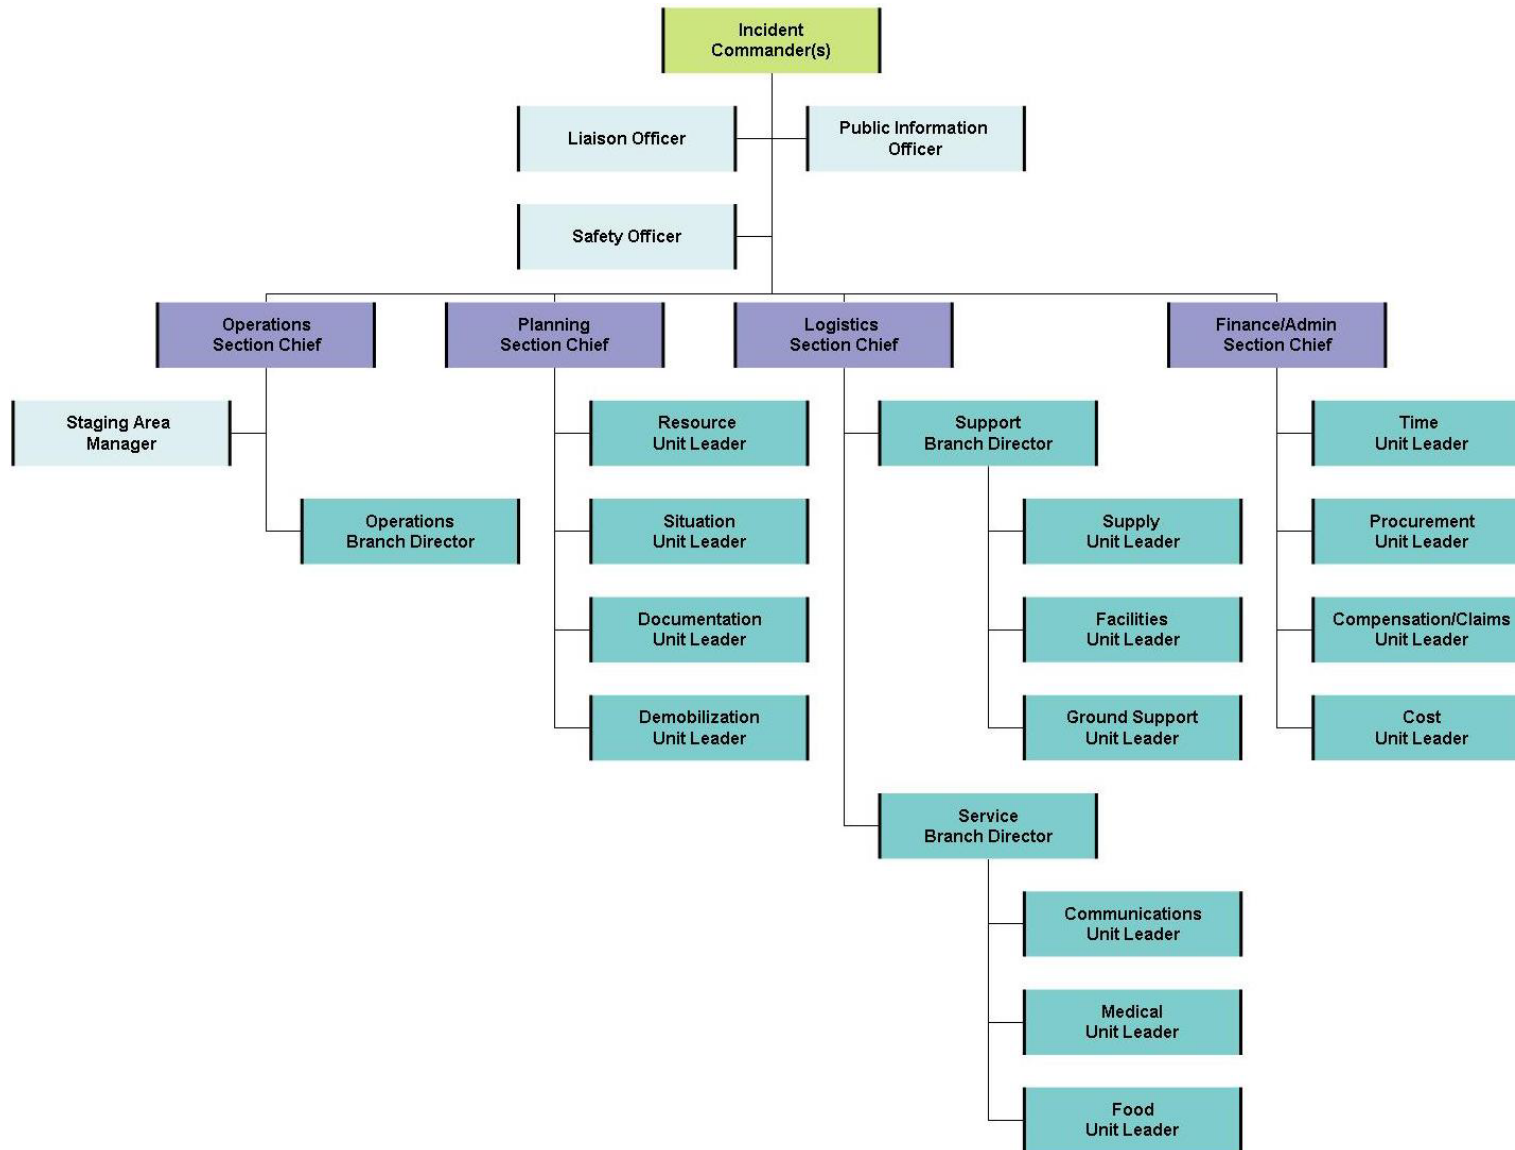 Incident
Commander(s)
Liaison Officer
Public Information
Officer
Safety Officer
Operations
Section Chief
Planning
Section Chief
Logistics
Section Chief
Finance/Admin
Section Chief
Staging Area
Manager
Operations
Branch Director
Resource
Unit Leader
Situation
Unit Leader
Documentation
Unit Leader
Demobilization
Unit Leader
Support
Branch Director
Supply
Unit Leader
Facilities
Unit Leader
Ground Support
Unit Leader
Service
Branch Director
Communications
Unit Leader
Medical
Unit Leader
Food
Unit Leader
Time
Unit Leader
Procurement
Unit Leader
Compensation/Claims
Unit Leader
Cost
Unit Leader